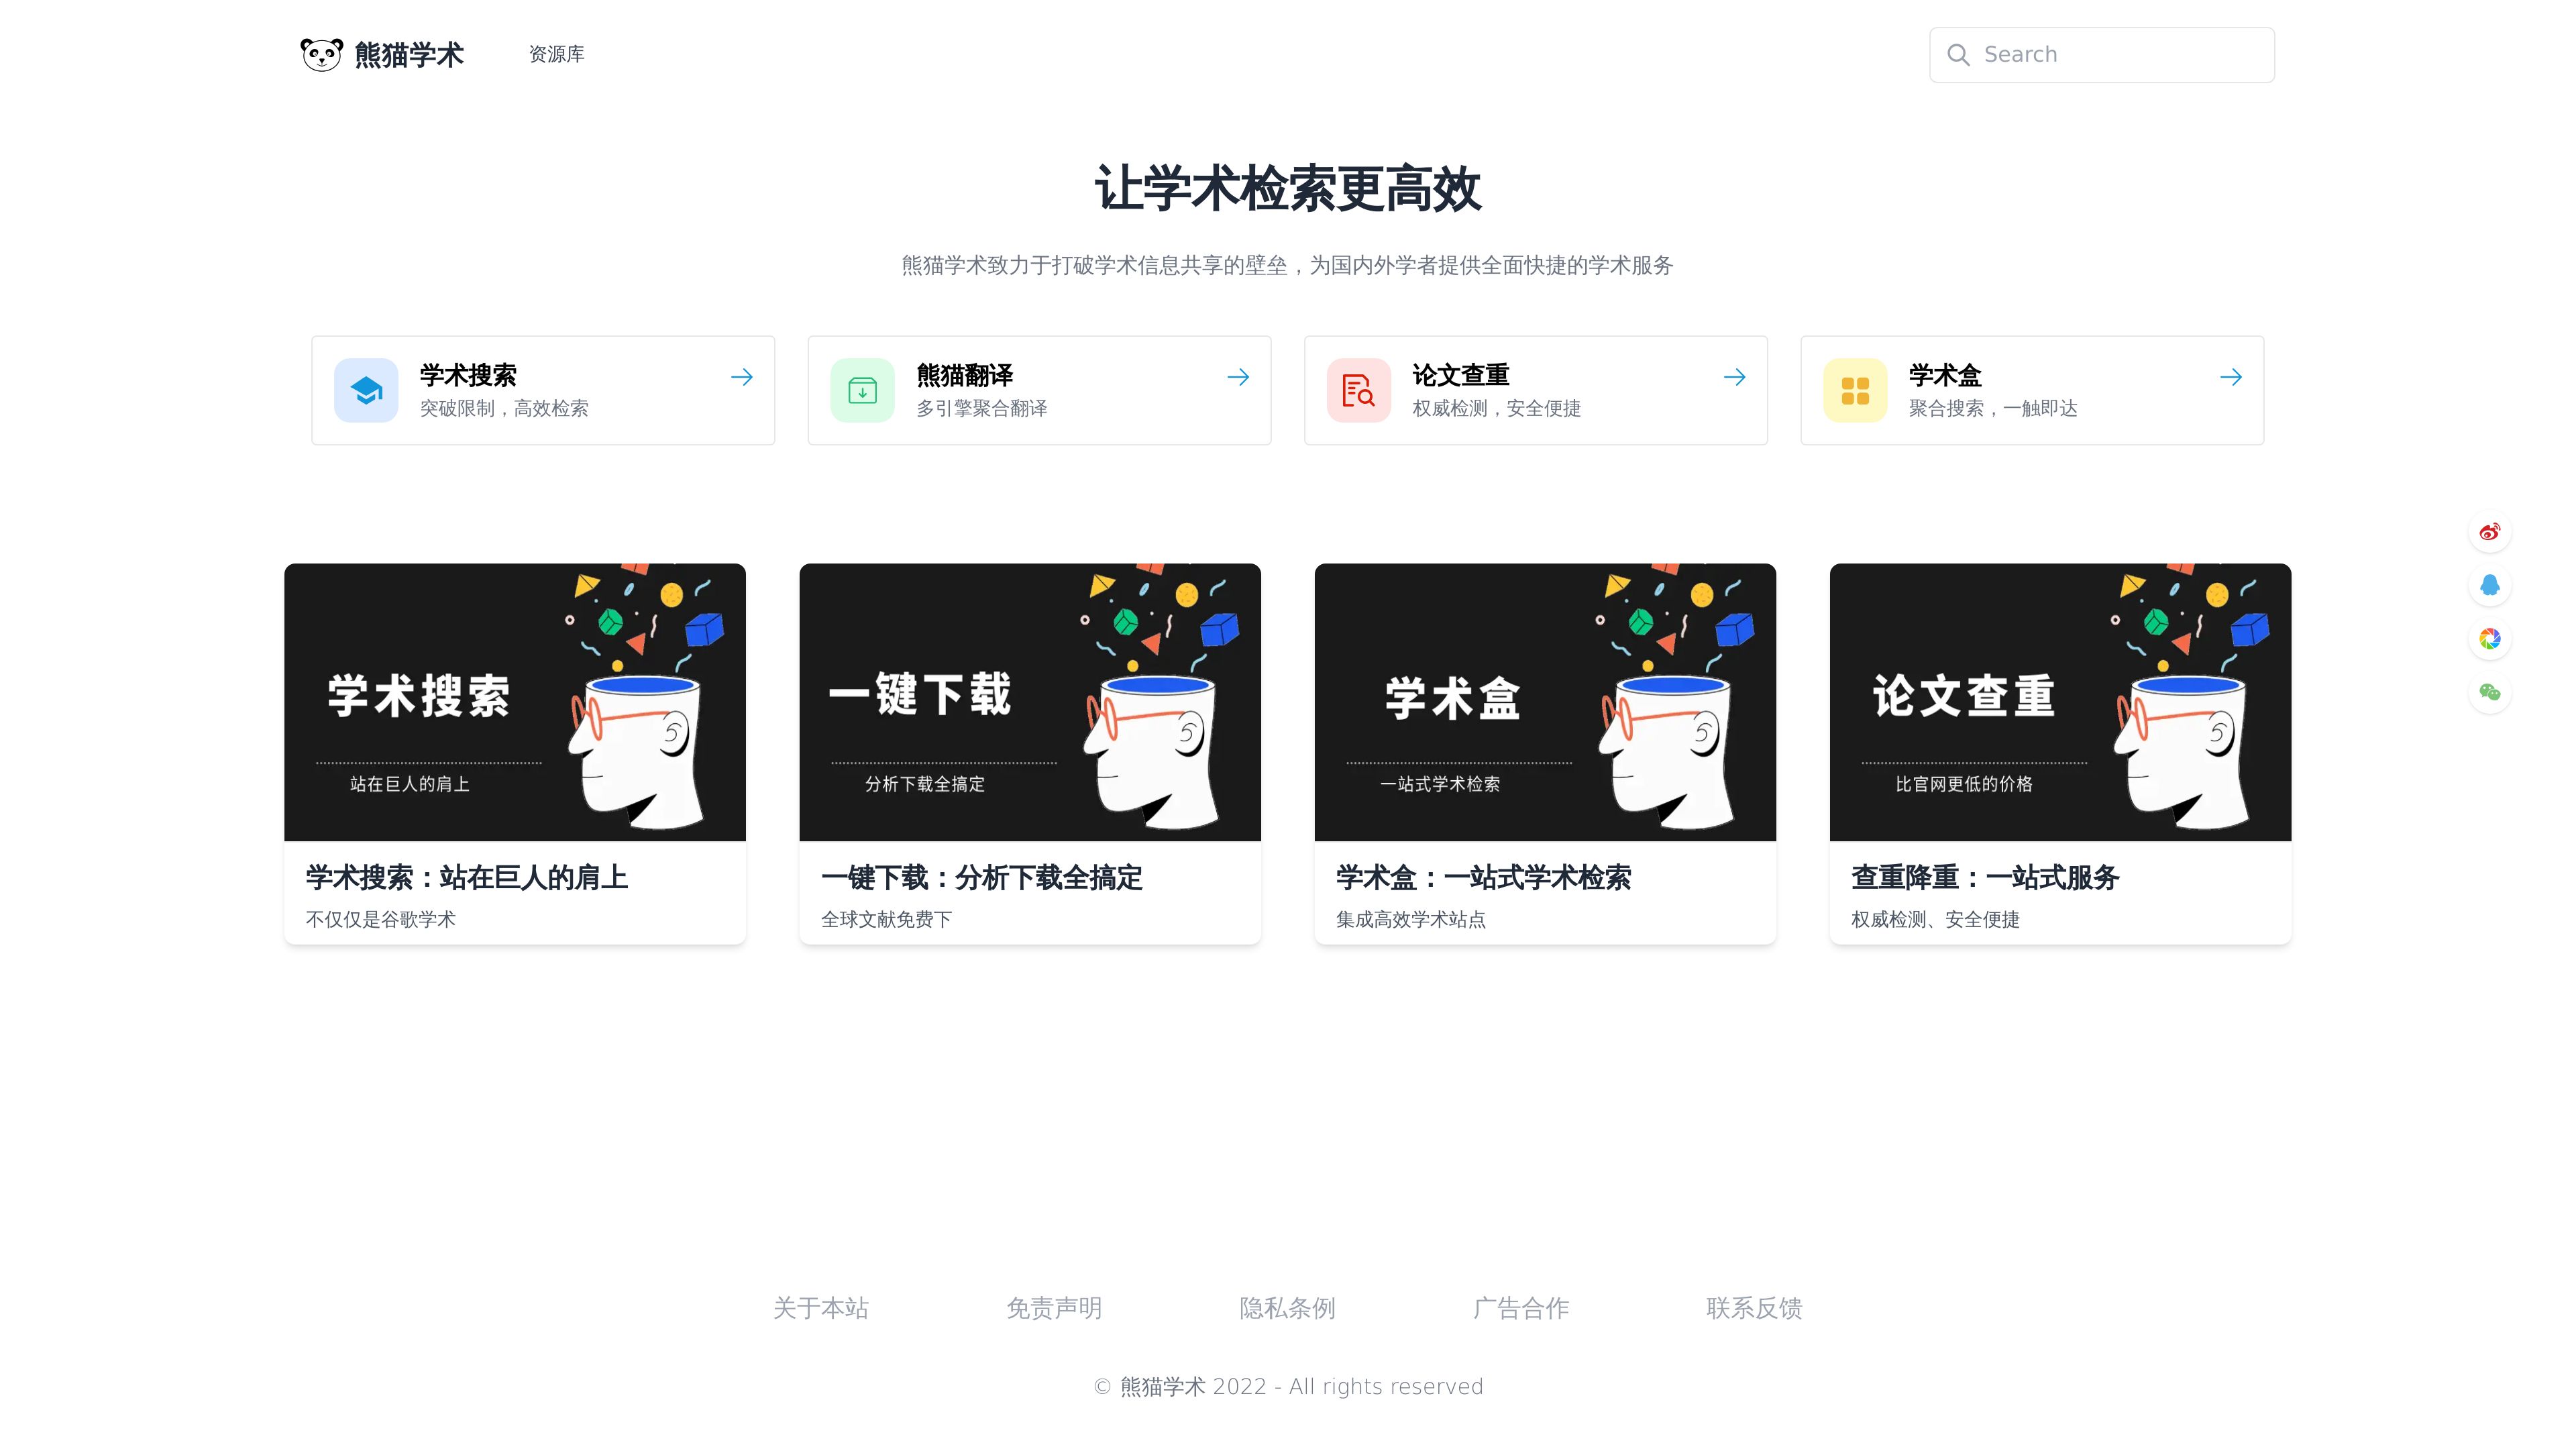 熊猫学术
资源库
Search
让学术检索更高效
熊猫学术致力于打破学术信息共享的壁垒，为国内外学者提供全面快捷的学术服务
学术搜索
突破限制，高效检索
熊猫翻译
多引擎聚合翻译
论文查重
权威检测，安全便捷
学术盒
聚合搜索，一触即达
学术搜索
站在巨人的肩上
学术搜索：站在巨人的肩上
不仅仅是谷歌学术
一键下载
分析下载全搞定
一键下载：分析下载全搞定
全球文献免费下
学术盒
一站式学术检索
学术盒：一站式学术检索
集成高效学术站点
论文查重
比官网更低的价格
查重降重：一站式服务
权威检测、安全便捷
关于本站
免责声明
隐私条例
广告合作
联系反馈
© 熊猫学术 2022 - All rights reserved